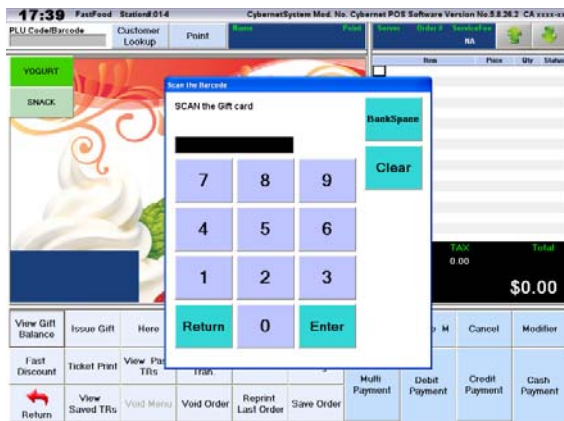 17:39 FastFood Station#:014 CybernetSystem Mod. No. Cybernet POS Software Version No.5.8.26.2 CA xxxx-xx
PLU Code/Barcode
Customer Lookup
Point
Name Point
Server Order # ServiceFee
NA
Item Price Qty Status
YOGURT
SNACK
Scan the Barcode
SCAN the Gift card
BackSpace
Clear
7 8 9
4 5 6
1 2 3
Return 0 Enter
TAX Total
0.00
$0.00
View Gift Balance
Issue Gift
Here
M
Cancel
Modifier
Fast Discount
Ticket Print
View Pas
TRs
Tran.
Multi Payment
Debit Payment
Credit Payment
Cash Payment
Return
View Saved TRs
Void Menu
Void Order
Reprint Last Order
Save Order